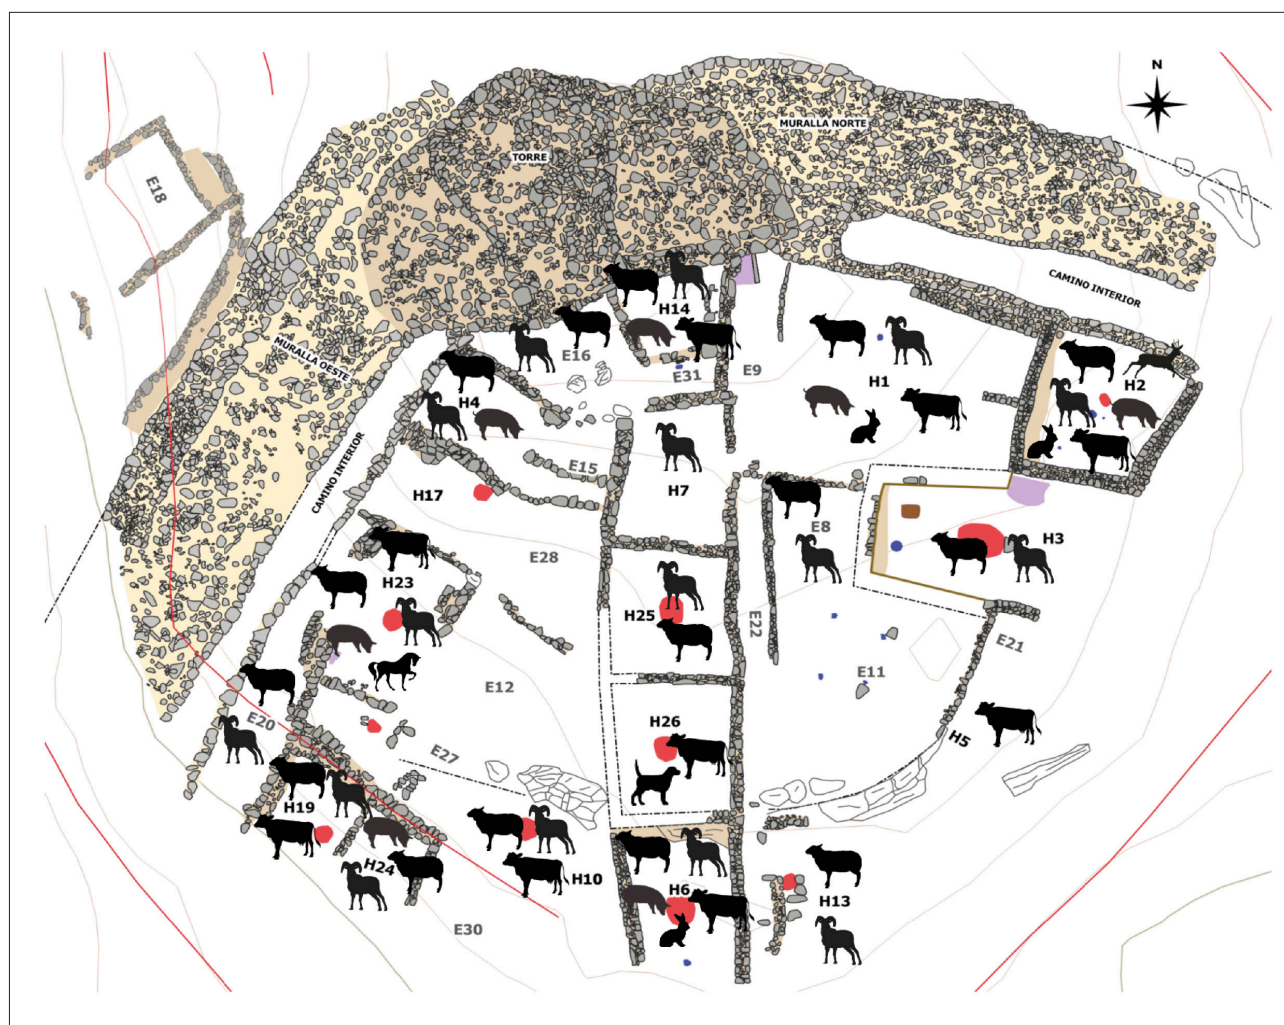 N
MURALLA NORTE
TORRE
E18
CAMINO INTERIOR
H14
MURALLA OESTE
E16
E31
E9
H1
H2
H4
CAMINO INTERIOR
E15
H17
H7
E8
H3
E28
H23
H25
E22
E21
E11
E12
E20
H26
H5
E27
H19
H24
H10
H6
H13
E30